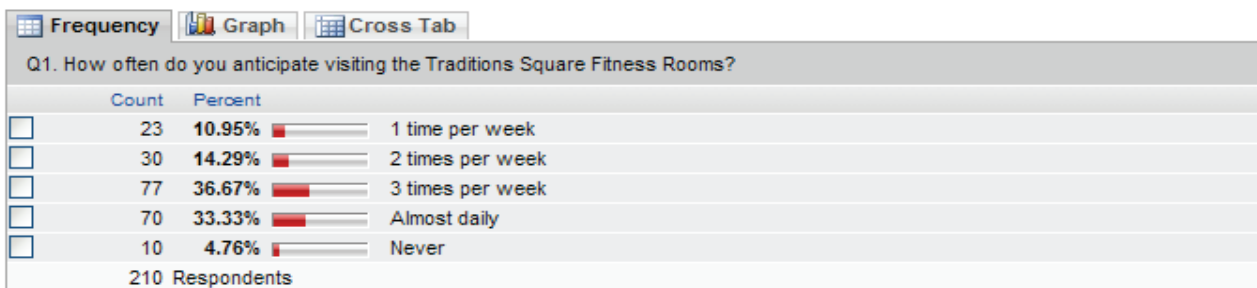 Frequency Graph Cross Tab
Q1. How often do you anticipate visiting the Traditions Square Fitness Rooms?
Count Percent
23 10.95% 1 time per week
30 14.29% 2 times per week
77 36.67% 3 times per week
70 33.33% Almost daily
10 4.76% Never
210 Respondents